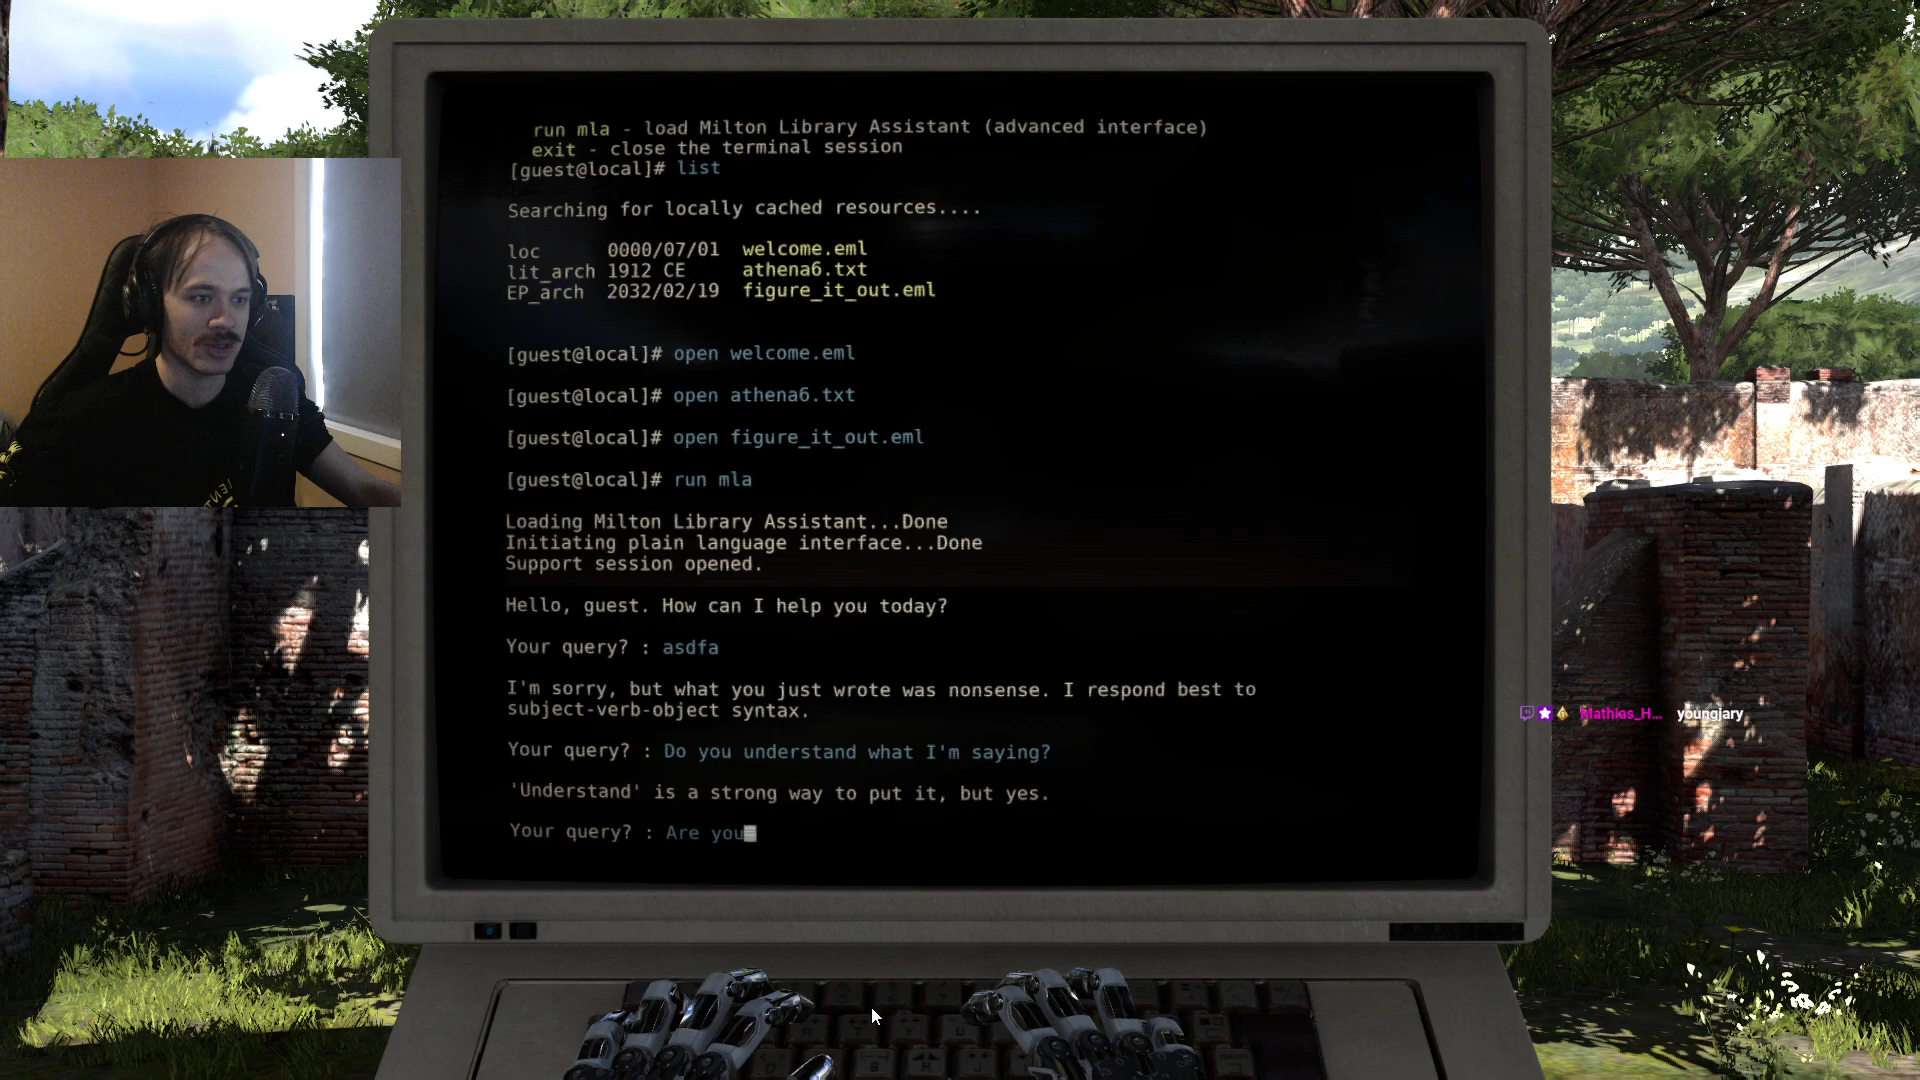 run mla - load Milton Library Assistant (advanced interface)
exit - close the terminal session
[guest@local]# list
Searching for locally cached resources....
loc 0000/07/01 welcome.eml
lit_arch 1912 CE athena6.txt
EP_arch 2032/02/19 figure_it_out.eml
[guest@local]# open welcome.eml
[guest@local]# open athena6.txt
[guest@local]# open figure_it_out.eml
[guest@local]# run mla
Loading Milton Library Assistant...Done
Initiating plain language interface...Done
Support session opened.
Hello, guest. How can I help you today?
Your query? : asdfa
I'm sorry, but what you just wrote was nonsense. I respond best to
subject-verb-object syntax.
Your query? : Do you understand what I'm saying?
'Understand' is a strong way to put it, but yes.
Your query? : Are you
Mathias_H... youngjary